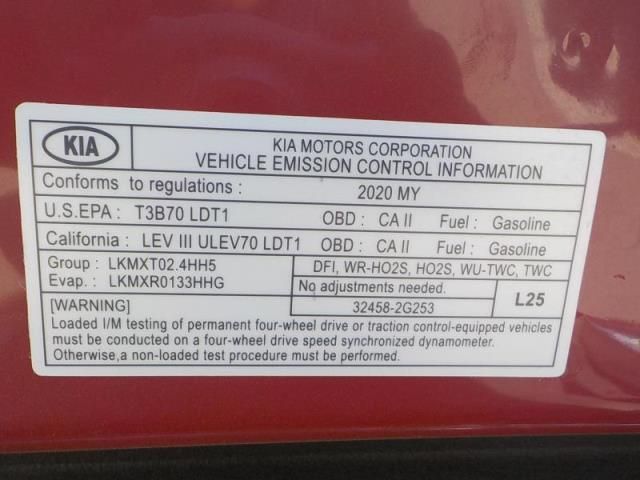 KIA
KIA MOTORS CORPORATION
VEHICLE EMISSION CONTROL INFORMATION
Conforms to regulations : 2020 MY
U.S.EPA : T3B70 LDT1 OBD : CA II Fuel : Gasoline
California : LEV III ULEV70 LDT1 OBD : CA II Fuel : Gasoline
Group : LKMXT02.4HH5
Evap. : LKMXR0133HHG
DFI, WR-HO2S, HO2S, WU-TWC, TWC
No adjustments needed.
32458-2G253
L25
[WARNING]
Loaded I/M testing of permanent four-wheel drive or traction control-equipped vehicles
must be conducted on a four-wheel drive speed synchronized dynamometer.
Otherwise,a non-loaded test procedure must be performed.